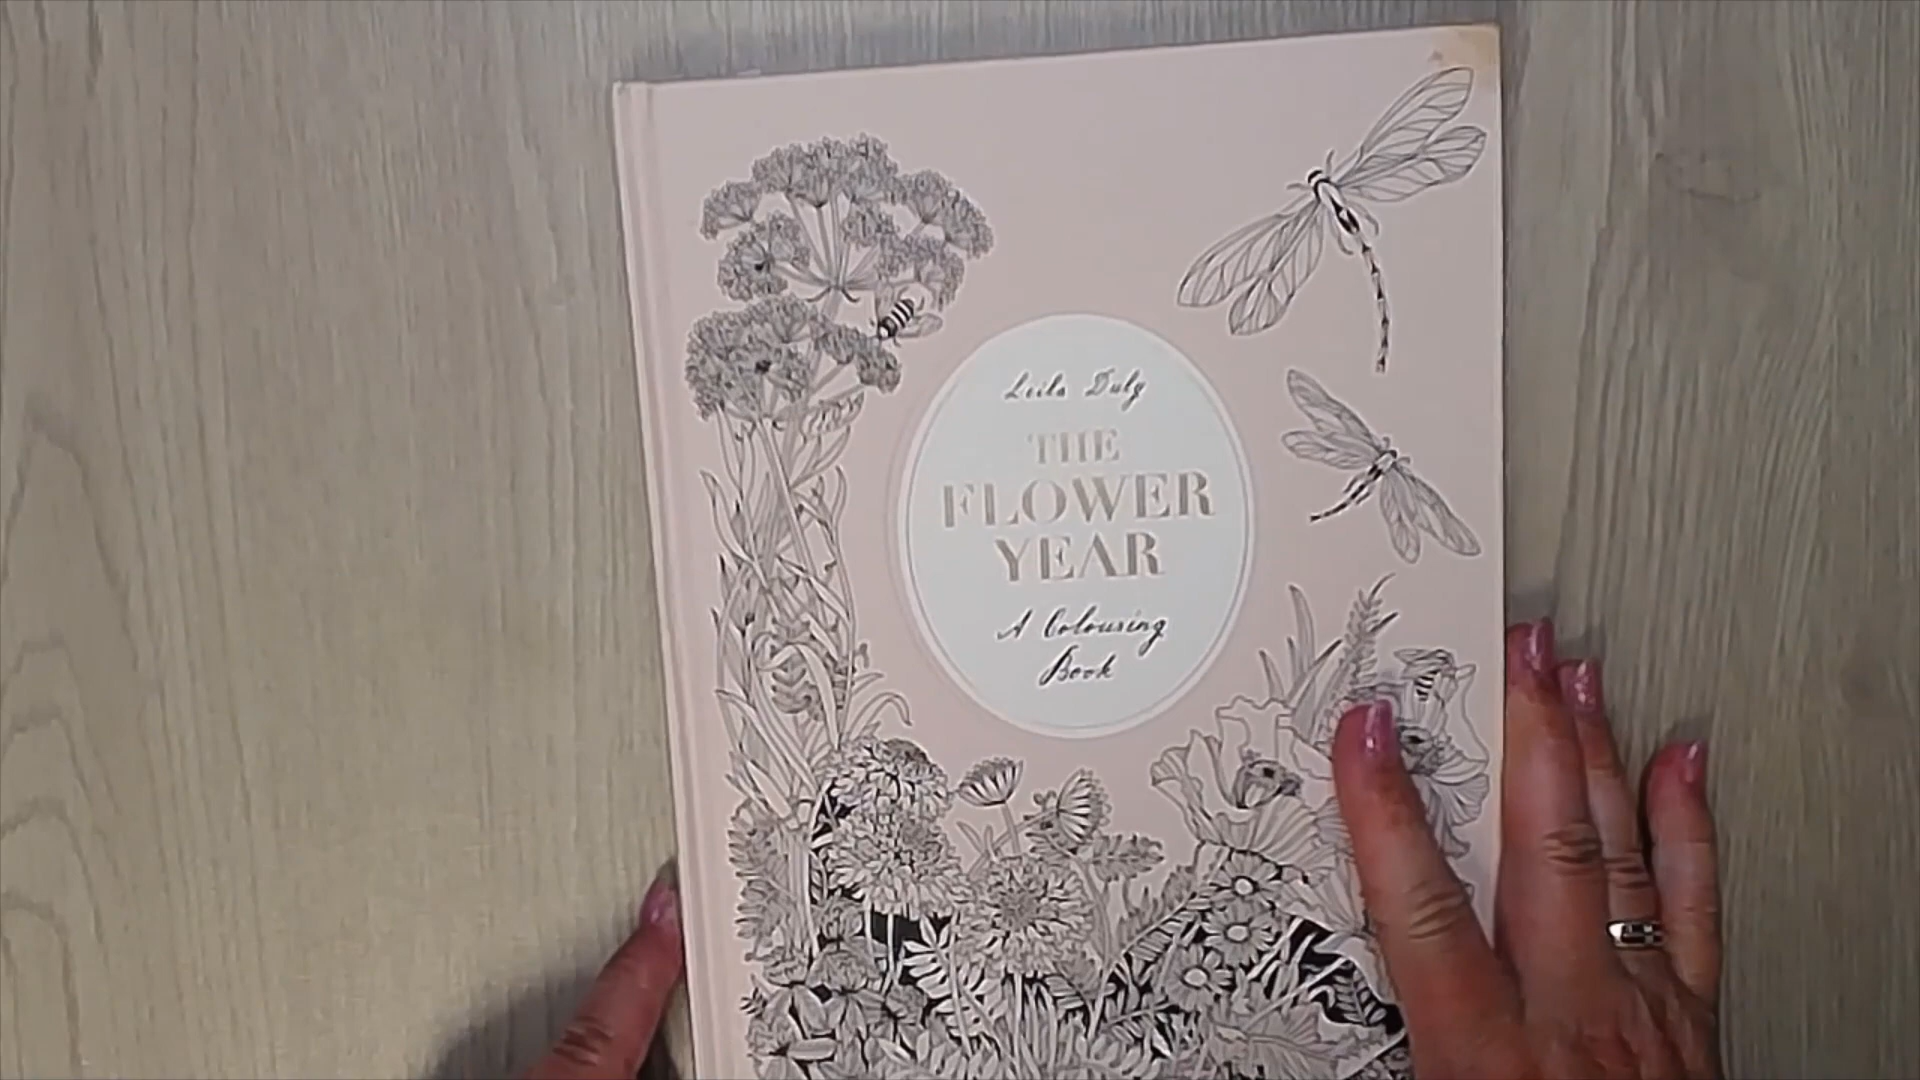 Leila Duly
THE
FLOWER
YEAR
A Colouring
Book